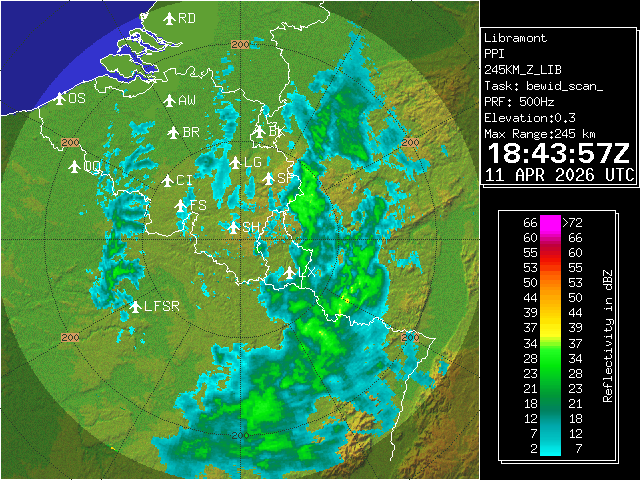 RD
200
OS
AW
BR
BK
200
200
OO
LG
CI
SP
FS
SH
LX
LFSR
200
200
200
Libramont
PPI
245KM_Z_LIB
Task: bewid_scan_
PRF: 500Hz
Elevation:0.3
Max Range:245 km
18:43:57Z
11 APR 2026 UTC
66 >72
60 66
55 60
53 55
50 53
44 50
39 44
37 39
34 37
28 34
23 28
21 23
18 21
12 18
7 12
2 7
Reflectivity in dBZ